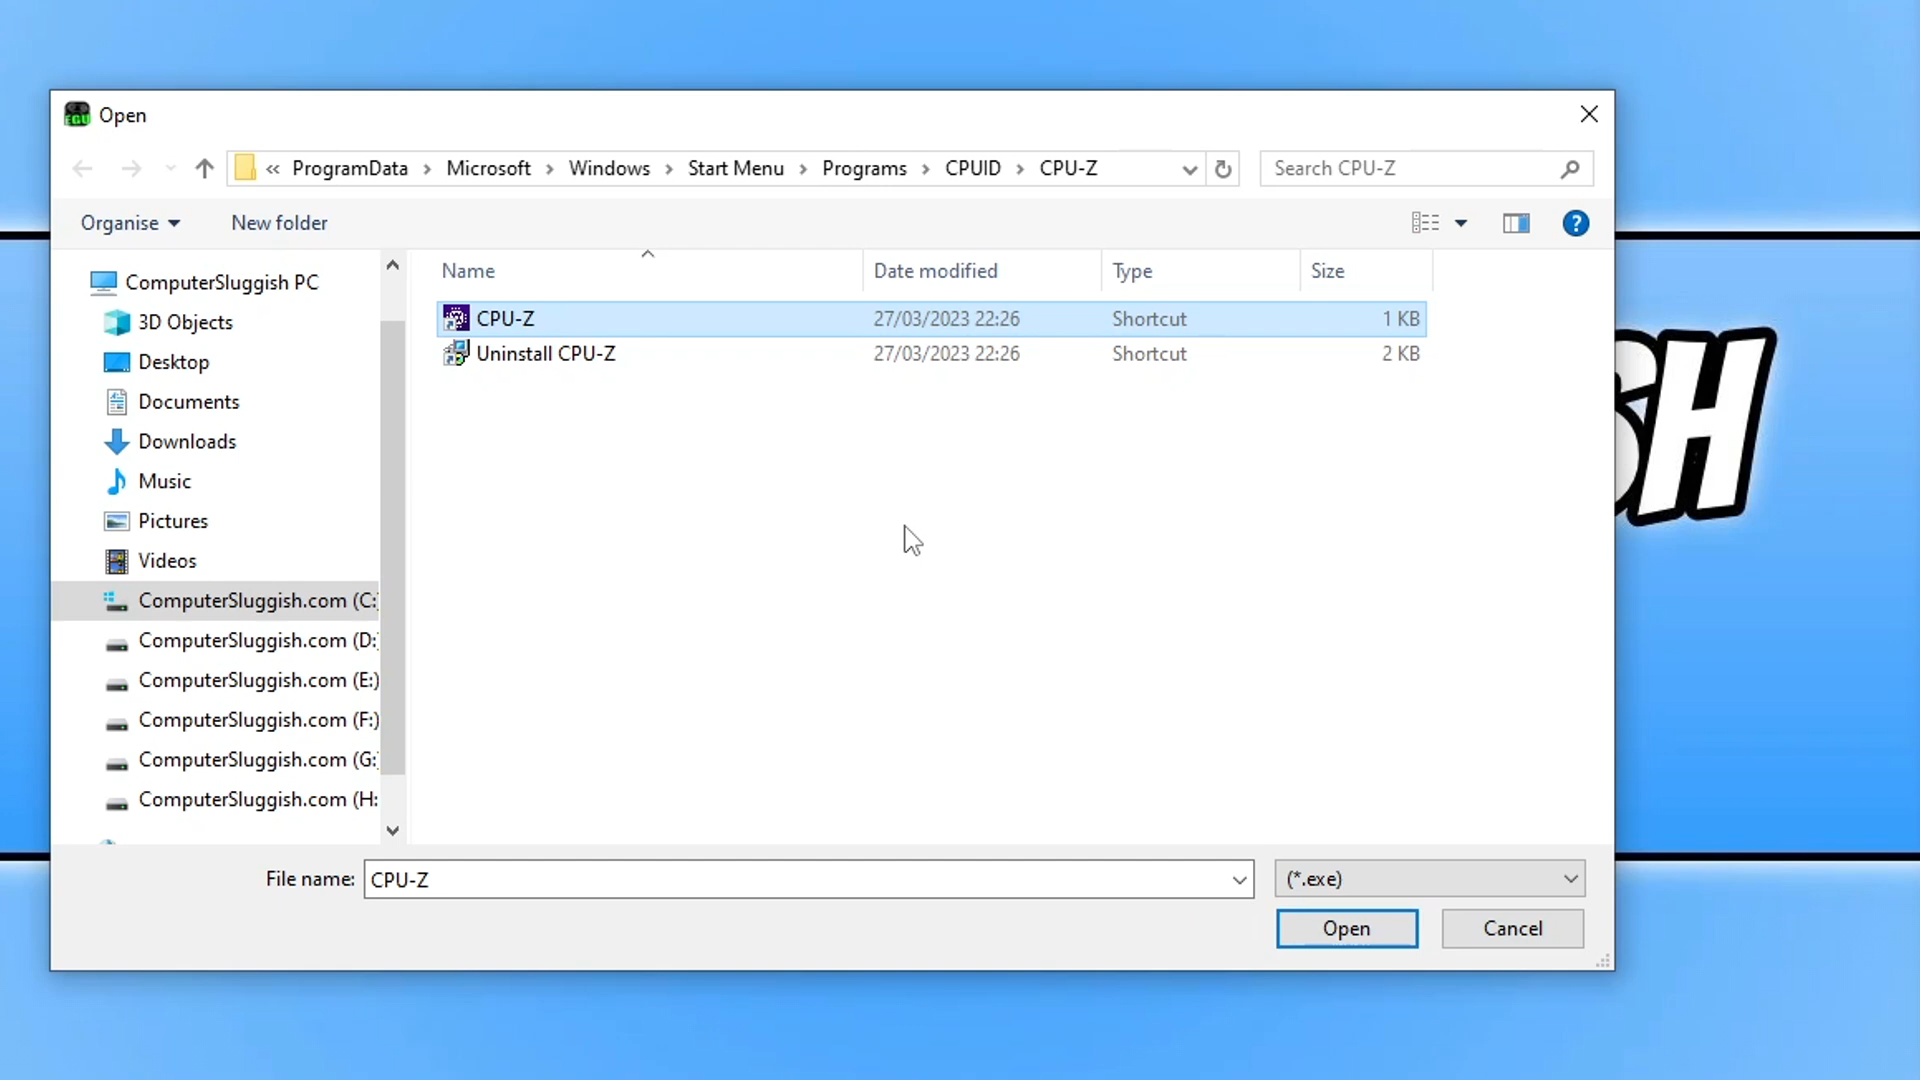 Open
« ProgramData › Microsoft › Windows › Start Menu › Programs › CPUID › CPU-Z
Search CPU-Z
Organise
New folder
?
Name
Date modified
Type
Size
ComputerSluggish PC
3D Objects
Desktop
Documents
Downloads
Music
Pictures
Videos
ComputerSluggish.com (C:
ComputerSluggish.com (D:
ComputerSluggish.com (E:)
ComputerSluggish.com (F:)
ComputerSluggish.com (G:
ComputerSluggish.com (H:
CPU-Z 27/03/2023 22:26 Shortcut 1 KB
Uninstall CPU-Z 27/03/2023 22:26 Shortcut 2 KB
SH
File name: CPU-Z
(*.exe)
Open
Cancel